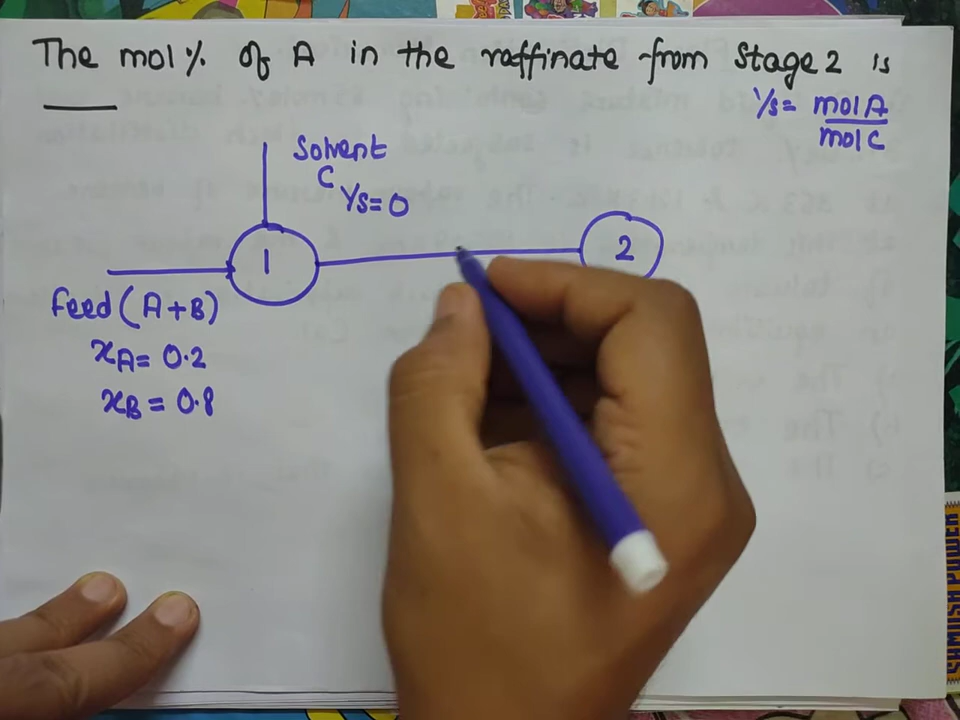 The mol% of A in the raffinate from Stage 2 is
____
Ys = mol A
mol C
Solvent
C
Ys = 0
1
2
Feed (A+B)
xA = 0.2
xB = 0.8